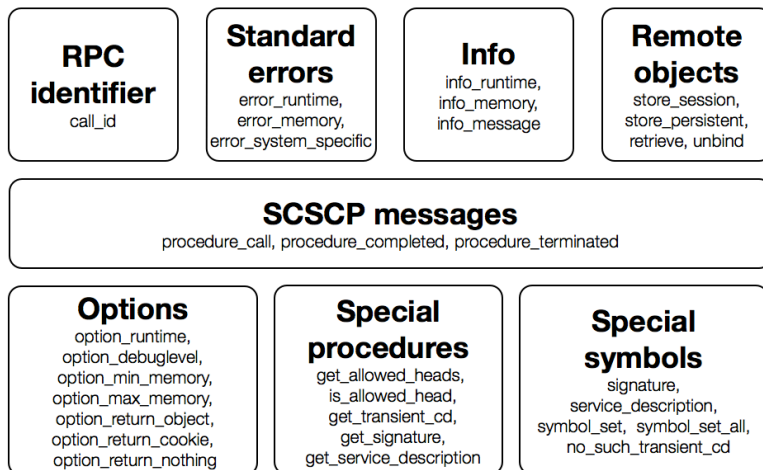 RPC
identifier
call_id
Standard
errors
error_runtime,
error_memory,
error_system_specific
Info
info_runtime,
info_memory,
info_message
Remote
objects
store_session,
store_persistent,
retrieve, unbind
SCSCP messages
procedure_call, procedure_completed, procedure_terminated
Options
option_runtime,
option_debuglevel,
option_min_memory,
option_max_memory,
option_return_object,
option_return_cookie,
option_return_nothing
Special
procedures
get_allowed_heads,
is_allowed_head,
get_transient_cd,
get_signature,
get_service_description
Special
symbols
signature,
service_description,
symbol_set, symbol_set_all,
no_such_transient_cd